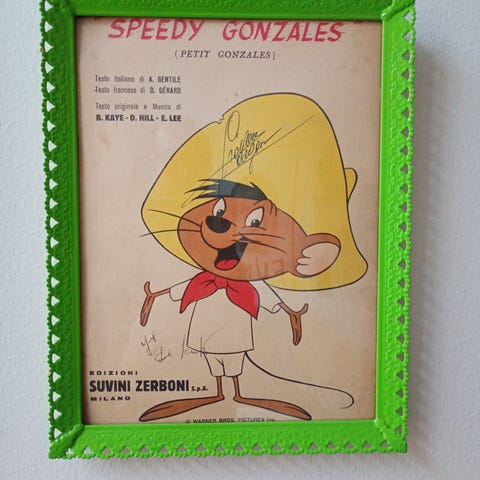 "SPEEDY GONZALES"
(PETIT GONZALES)
Testo italiano di A. GENTILE
Testo francese di D. GÉRARD
Testo originale e Musica di
B. KAYE - D. HILL - E. LEE
EDIZIONI
SUVINI ZERBONI S.p.A.
MILANO
© WARNER BROS. PICTURES Inc.